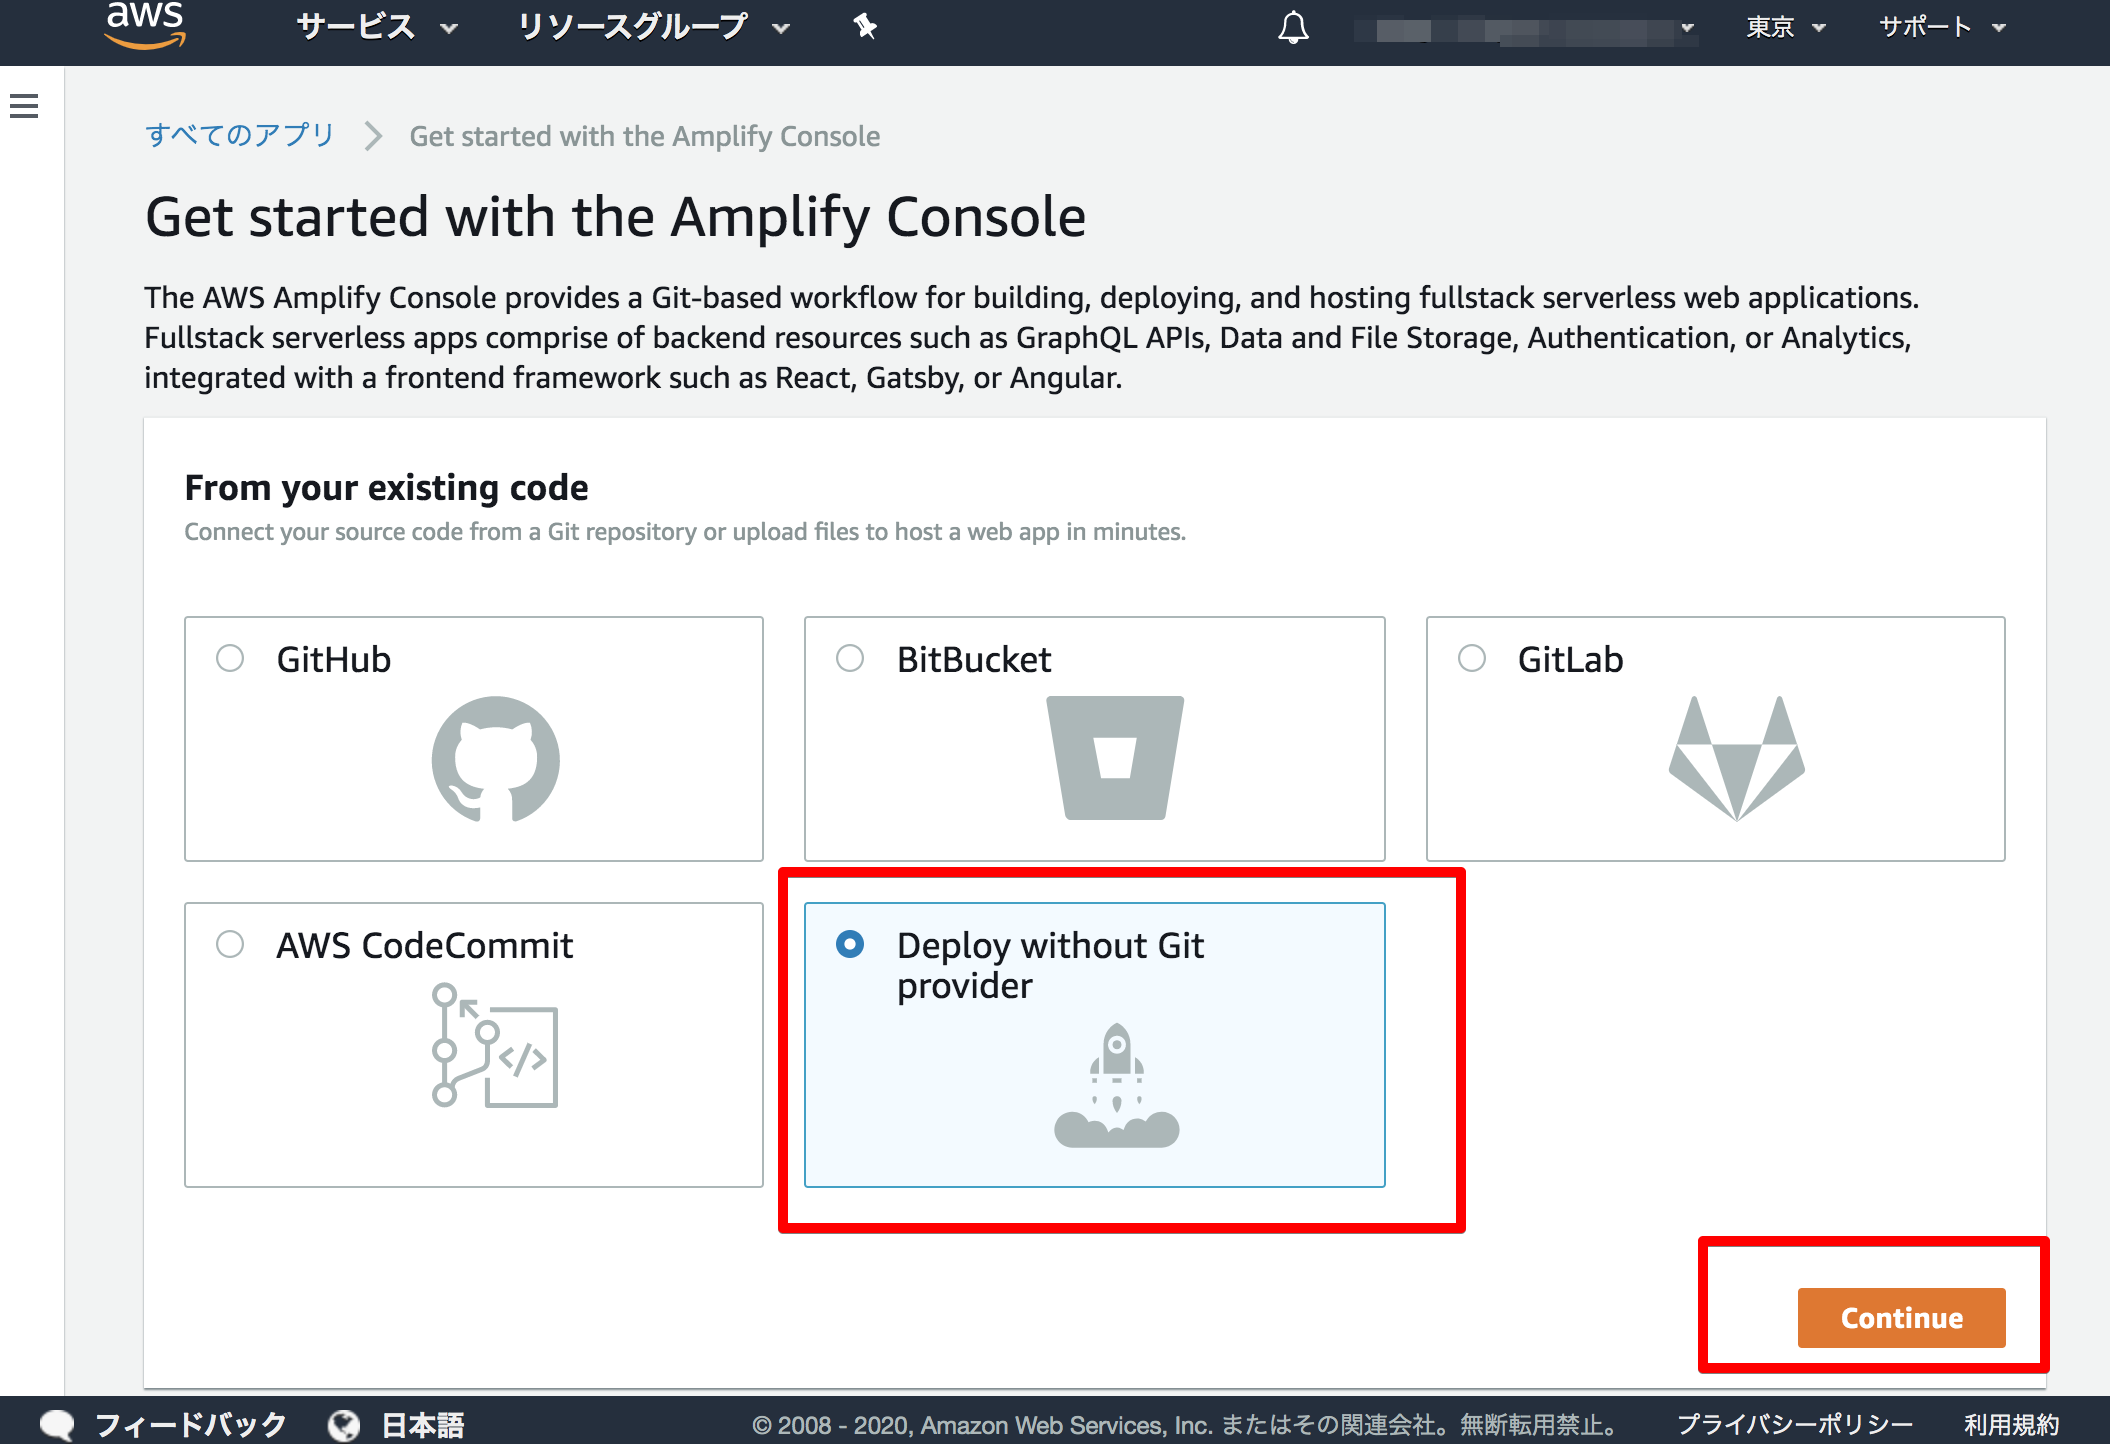 aws サービス リソースグループ 東京 サポート
すべてのアプリ Get started with the Amplify Console
Get started with the Amplify Console
The AWS Amplify Console provides a Git-based workflow for building, deploying, and hosting fullstack serverless web applications.
Fullstack serverless apps comprise of backend resources such as GraphQL APIs, Data and File Storage, Authentication, or Analytics,
integrated with a frontend framework such as React, Gatsby, or Angular.
From your existing code
Connect your source code from a Git repository or upload files to host a web app in minutes.
GitHub
BitBucket
GitLab
AWS CodeCommit
Deploy without Git
provider
Continue
フィードバック 日本語 © 2008 - 2020, Amazon Web Services, Inc. またはその関連会社。無断転用禁止。 プライバシーポリシー 利用規約